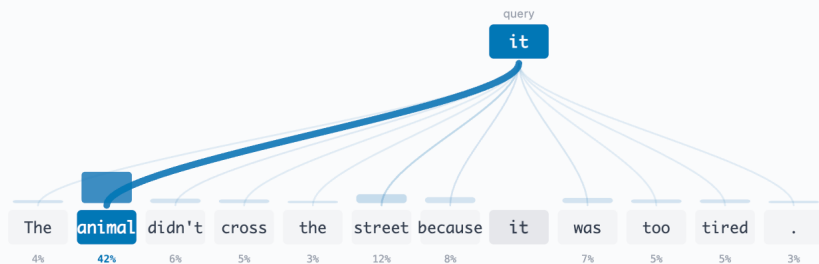 query
it
The animal didn't cross the street because it was too tired .
4% 42% 6% 5% 3% 12% 8% 7% 5% 5% 3%